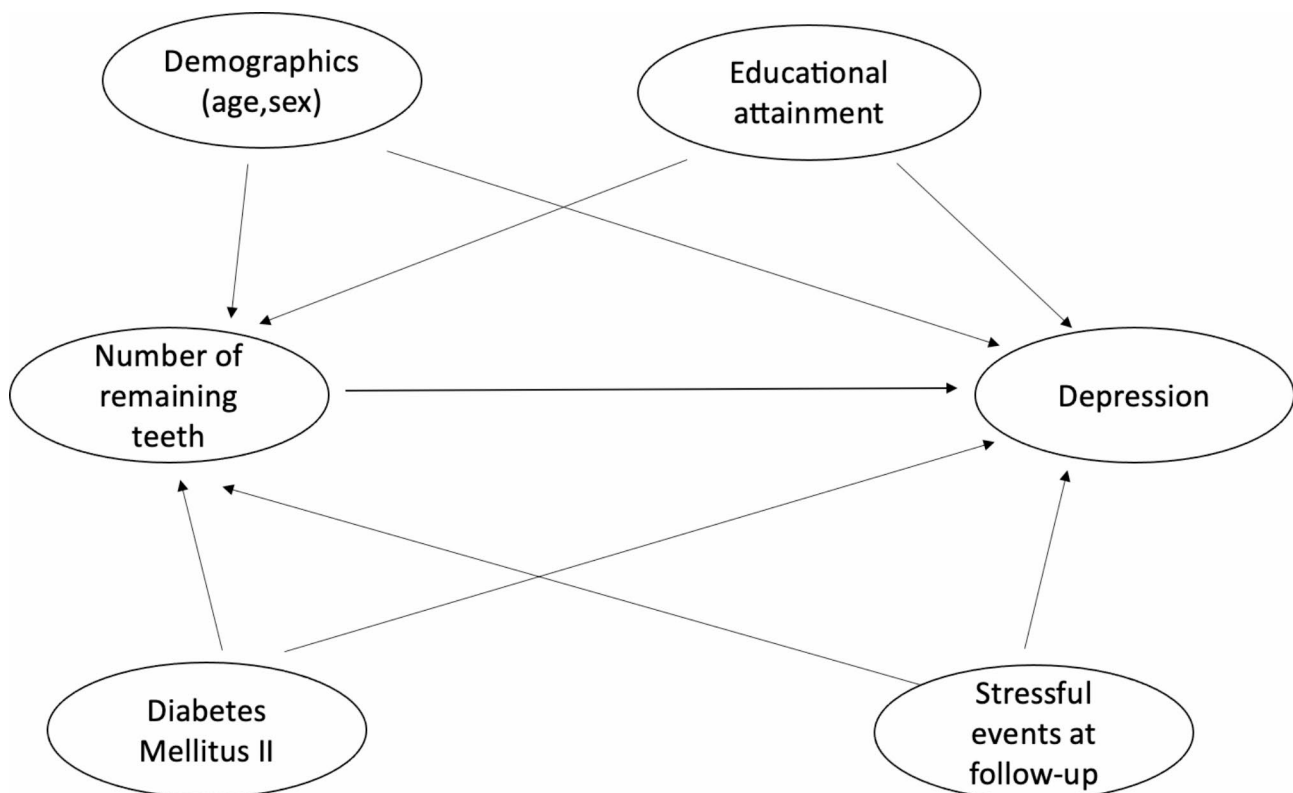 Demographics
(age,sex)
Educational
attainment
Number of
remaining
teeth
Depression
Diabetes
Mellitus II
Stressful
events at
follow-up